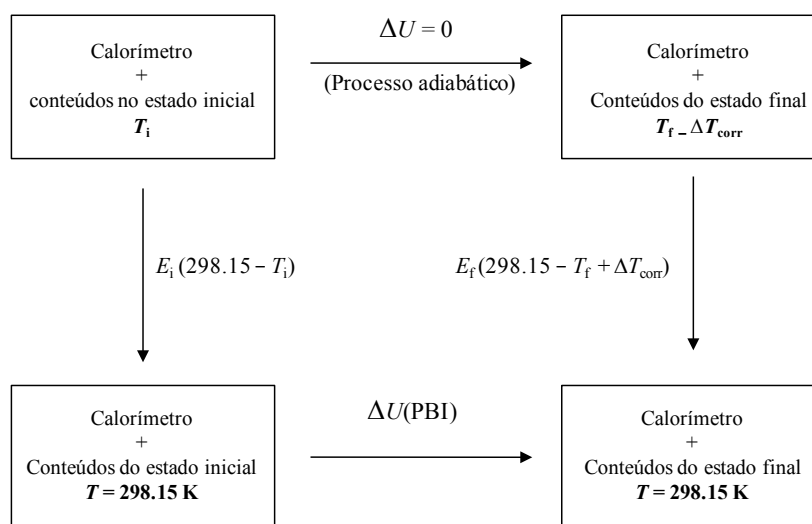 Calorímetro
+
conteúdos no estado inicial
Ti
ΔU = 0
(Processo adiabático)
Calorímetro
+
Conteúdos do estado final
Tf – ΔTcorr
Ei (298.15 – Ti)
Ef (298.15 – Tf + ΔTcorr)
Calorímetro
+
Conteúdos do estado inicial
T = 298.15 K
ΔU(PBI)
Calorímetro
+
Conteúdos do estado final
T = 298.15 K